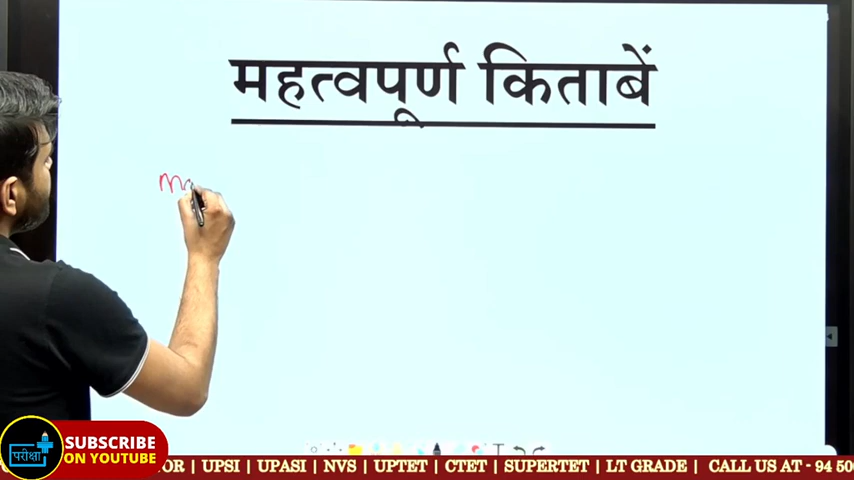 महत्वपूर्ण किताबें
परीक्षा
SUBSCRIBE
ON YOUTUBE
TOR | UPSI | UPASI | NVS | UPTET | CTET | SUPERTET | LT GRADE | CALL US AT - 94 50